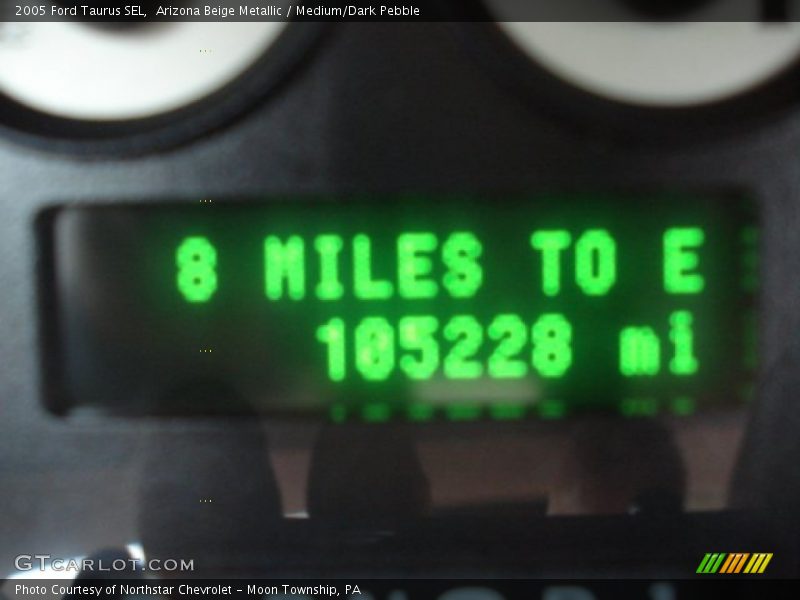 2005 Ford Taurus SEL,  Arizona Beige Metallic / Medium/Dark Pebble
8 MILES TO E
105228 mi
GTCARLOT.COM
Photo Courtesy of Northstar Chevrolet - Moon Township, PA